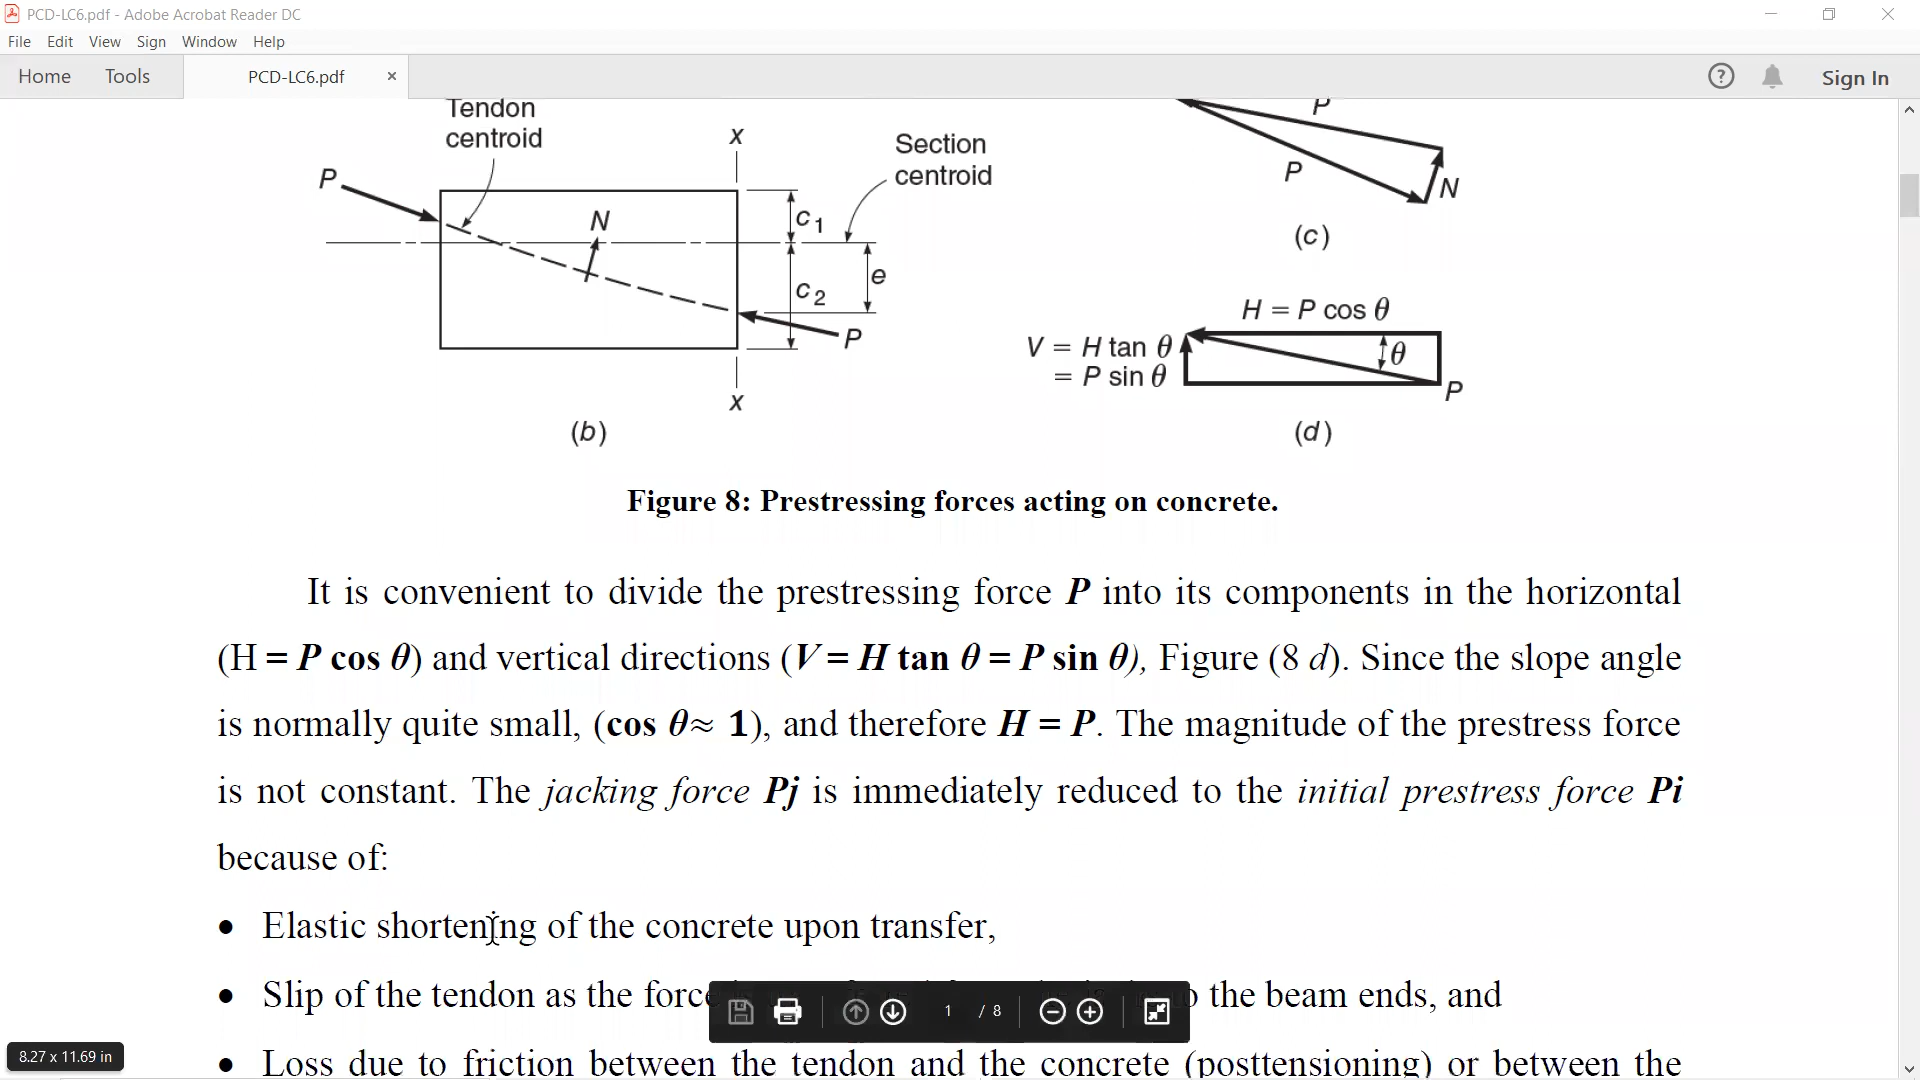 PCD-LC6.pdf - Adobe Acrobat Reader DC
File Edit View Sign Window Help
Home Tools PCD-LC6.pdf × ? Sign In
Tendon
centroid
x
Section
centroid
P
N
c1
c2
e
P
x
(b)
P
P
N
(c)
H = P cos θ
V = H tan θ
= P sin θ
θ
P
(d)
Figure 8: Prestressing forces acting on concrete.
It is convenient to divide the prestressing force P into its components in the horizontal
(H = P cos θ) and vertical directions (V = H tan θ = P sin θ), Figure (8 d). Since the slope angle
is normally quite small, (cos θ≈ 1), and therefore H = P. The magnitude of the prestress force
is not constant. The jacking force Pj is immediately reduced to the initial prestress force Pi
because of:
• Elastic shortening of the concrete upon transfer,
• Slip of the tendon as the force the beam ends, and
1 / 8
8.27 x 11.69 in
• Loss due to friction between the tendon and the concrete (posttensioning) or between the